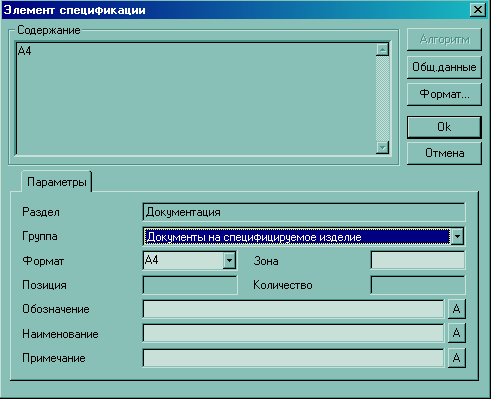 Элемент спецификации
Содержание
А4
Алгоритм
Общ.данные
Формат...
Ok
Отмена
Параметры
Раздел Документация
Группа Документы на специфицируемое изделие
Формат А4 Зона
Позиция Количество
Обозначение А
Наименование А
Примечание А